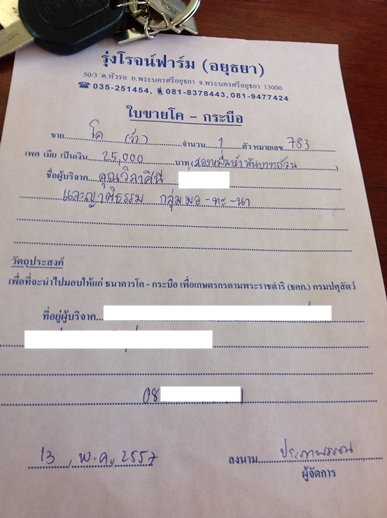 รุ่งโรจน์ฟาร์ม (อยุธยา)
50/3 ต.หัวรอ อ.พระนครศรีอยุธยา จ.พระนครศรีอยุธยา 13000
035-251454, 081-8378443, 081-9477424
ใบขายโค - กระบือ
ขาย โค (วัว) จำนวน 1 ตัว หมายเลข 783
เพศ เมีย เป็นเงิน 25,000 บาท (สองหมื่นห้าพันบาทถ้วน)
ชื่อผู้บริจาค คุณวิลาศินี
และญาติธรรม กลุ่มมอ-ทะ-นา
วัตถุประสงค์
เพื่อที่จะนำไปมอบให้แก่ ธนาคารโค - กระบือ เพื่อเกษตรกรตามพระราชดำริ (ธคก.) กรมปศุสัตว์
ที่อยู่ผู้บริจาค
08
13 พ.ค. 2557 ลงนาม
ผู้จัดการ